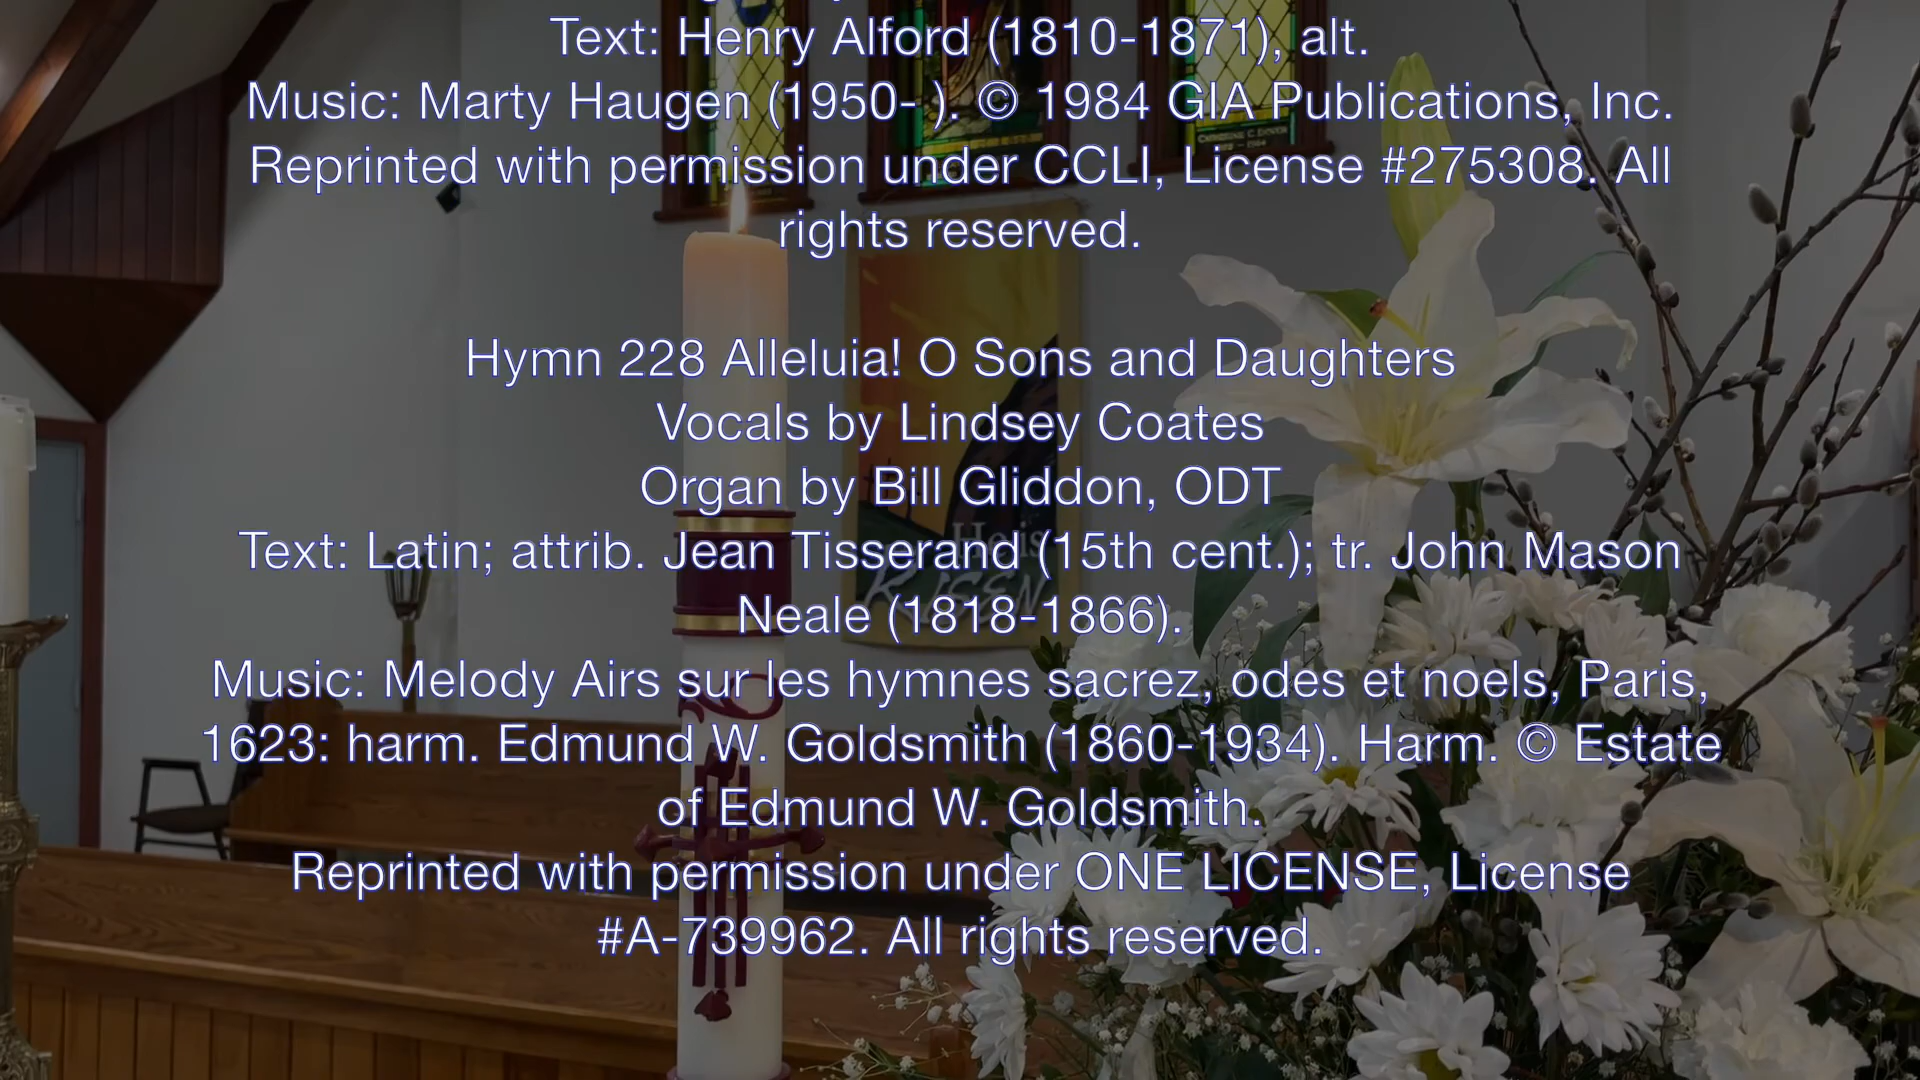 Text: Henry Alford (1810-1871), alt.
Music: Marty Haugen (1950- ). © 1984 GIA Publications, Inc.
Reprinted with permission under CCLI, License #275308. All
rights reserved.
Hymn 228 Alleluia! O Sons and Daughters
Vocals by Lindsey Coates
Organ by Bill Gliddon, ODT
Text: Latin; attrib. Jean Tisserand (15th cent.); tr. John Mason
Neale (1818-1866).
Music: Melody Airs sur les hymnes sacrez, odes et noels, Paris,
1623: harm. Edmund W. Goldsmith (1860-1934). Harm. © Estate
of Edmund W. Goldsmith.
Reprinted with permission under ONE LICENSE, License
#A-739962. All rights reserved.
He is
RISEN